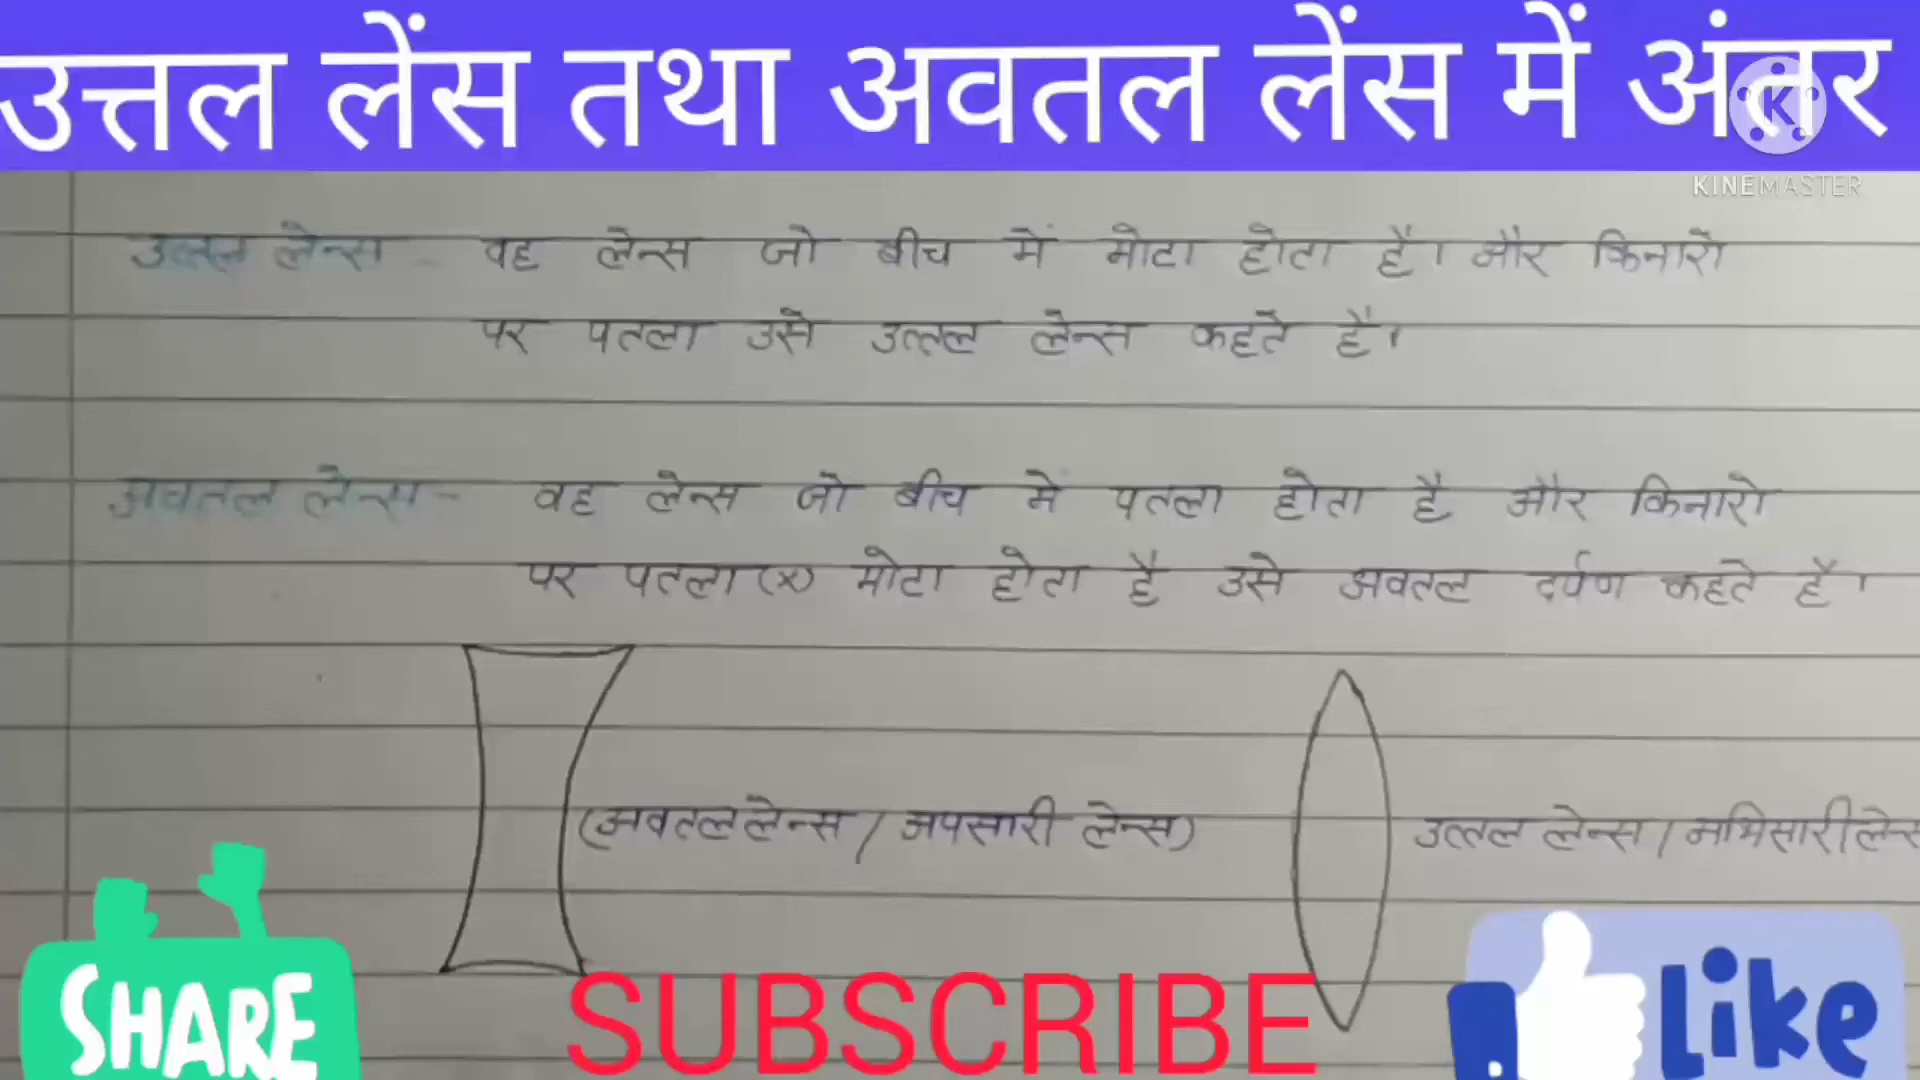 उत्तल लेंस तथा अवतल लेंस में अंतर
KINEMASTER
उत्तल लेन्स - वह लेन्स जो बीच में मोटा होता है। और किनारो
पर पतला उसे उत्तल लेन्स कहते है।
अवतल लेन्स - वह लेन्स जो बीच मे पतला होता है और किनारो
पर पतला (x) मोटा होता है उसे अवतल दर्पण कहते है।
(अवतल लेन्स / अपसारी लेन्स)
उत्तल लेन्स / अभिसारी लेन्स
SHARE
SUBSCRIBE
Like